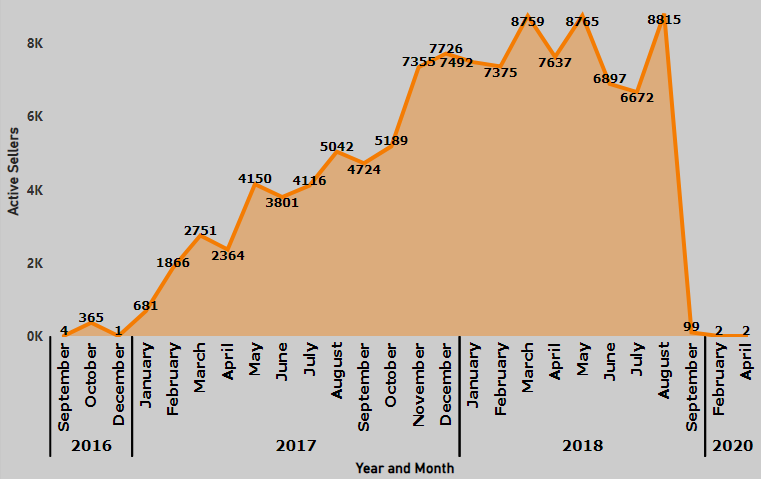 8K
6K
4K
2K
0K
Active Sellers
4
365
1
681
1866
2751
2364
4150
3801
4116
5042
4724
5189
7355
7726
7492
7375
8759
7637
8765
6897
6672
8815
99
2
2
September
October
December
January
February
March
April
May
June
July
August
September
October
November
December
January
February
March
April
May
June
July
August
September
February
April
2016
2017
2018
2020
Year and Month